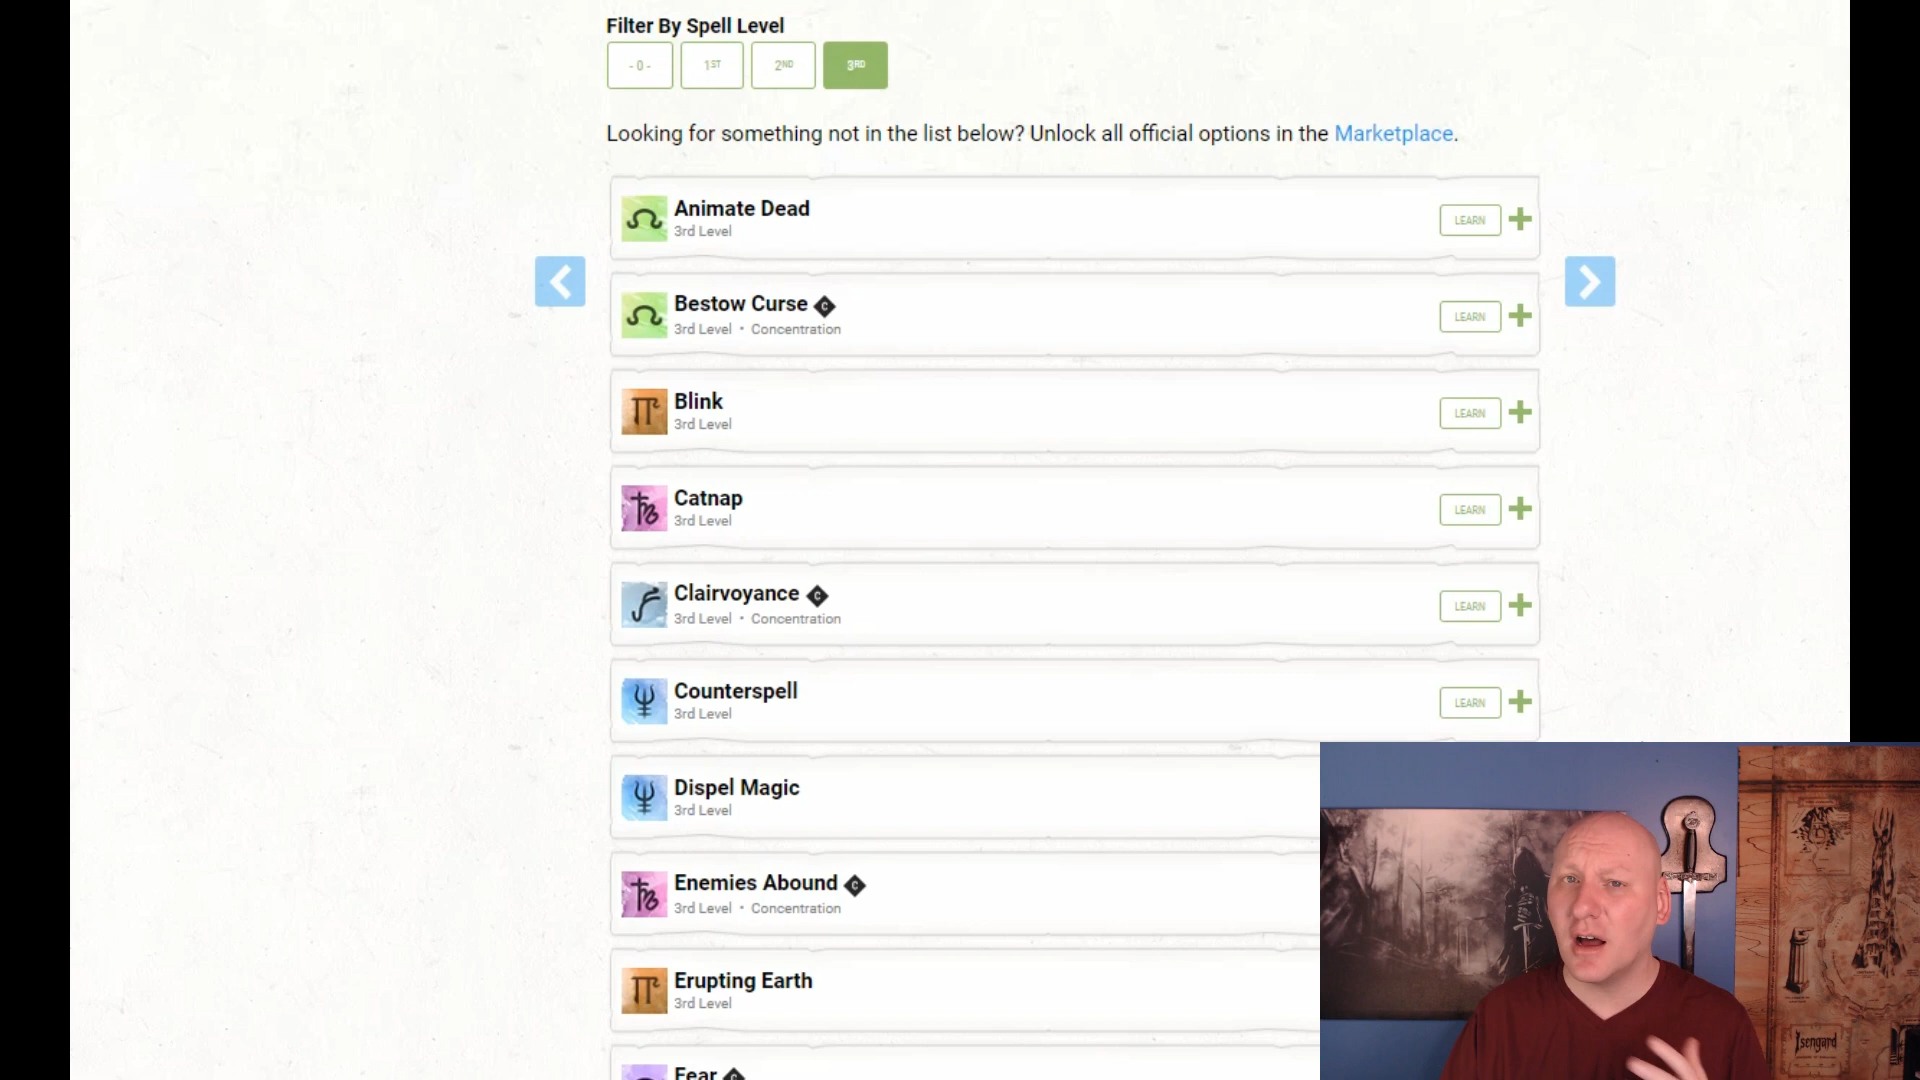 Filter By Spell Level
- 0 -
1ST
2ND
3RD
Looking for something not in the list below? Unlock all official options in the Marketplace.
Animate Dead
3rd Level
LEARN
Bestow Curse C
3rd Level • Concentration
LEARN
Blink
3rd Level
LEARN
Catnap
3rd Level
LEARN
Clairvoyance C
3rd Level • Concentration
LEARN
Counterspell
3rd Level
LEARN
Dispel Magic
3rd Level
Enemies Abound C
3rd Level • Concentration
Erupting Earth
3rd Level
Fear C
Isengard